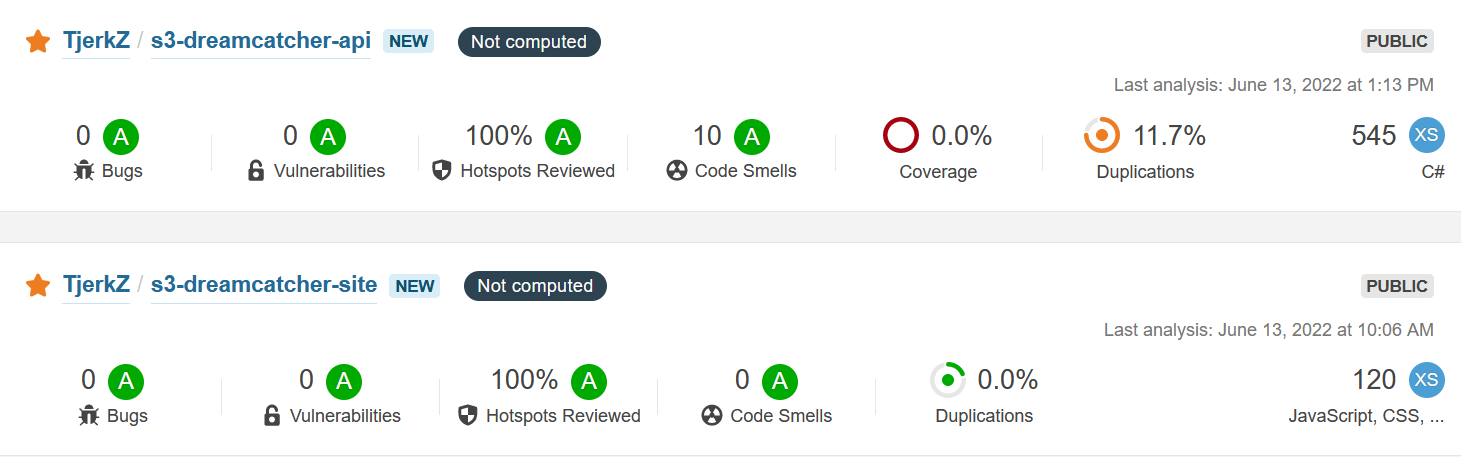 TjerkZ / s3-dreamcatcher-api NEW Not computed PUBLIC
Last analysis: June 13, 2022 at 1:13 PM
0 A 0 A 100% A 10 A 0.0% 11.7% 545 XS
Bugs Vulnerabilities Hotspots Reviewed Code Smells Coverage Duplications C#
TjerkZ / s3-dreamcatcher-site NEW Not computed PUBLIC
Last analysis: June 13, 2022 at 10:06 AM
0 A 0 A 100% A 0 A 0.0% 120 XS
Bugs Vulnerabilities Hotspots Reviewed Code Smells Duplications JavaScript, CSS, ...